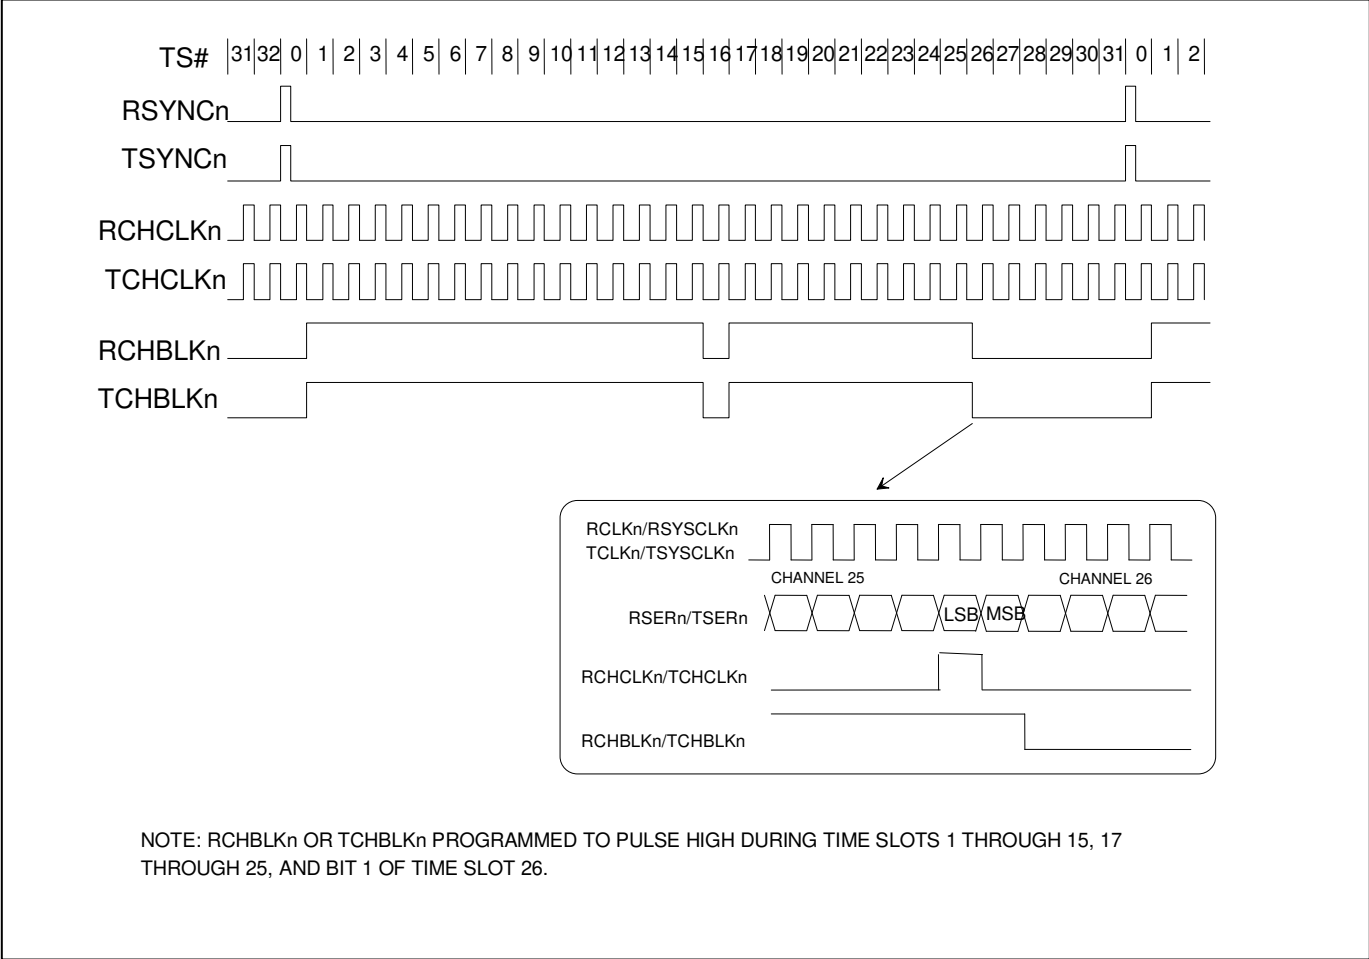 TS# 31 32 0 1 2 3 4 5 6 7 8 9 10 11 12 13 14 15 16 17 18 19 20 21 22 23 24 25 26 27 28 29 30 31 0 1 2
RSYNCn
TSYNCn
RCHCLKn
TCHCLKn
RCHBLKn
TCHBLKn
RCLKn/RSYSCLKn
TCLKn/TSYSCLKn
CHANNEL 25 CHANNEL 26
RSERn/TSERn LSB MSB
RCHCLKn/TCHCLKn
RCHBLKn/TCHBLKn
NOTE: RCHBLKn OR TCHBLKn PROGRAMMED TO PULSE HIGH DURING TIME SLOTS 1 THROUGH 15, 17
THROUGH 25, AND BIT 1 OF TIME SLOT 26.